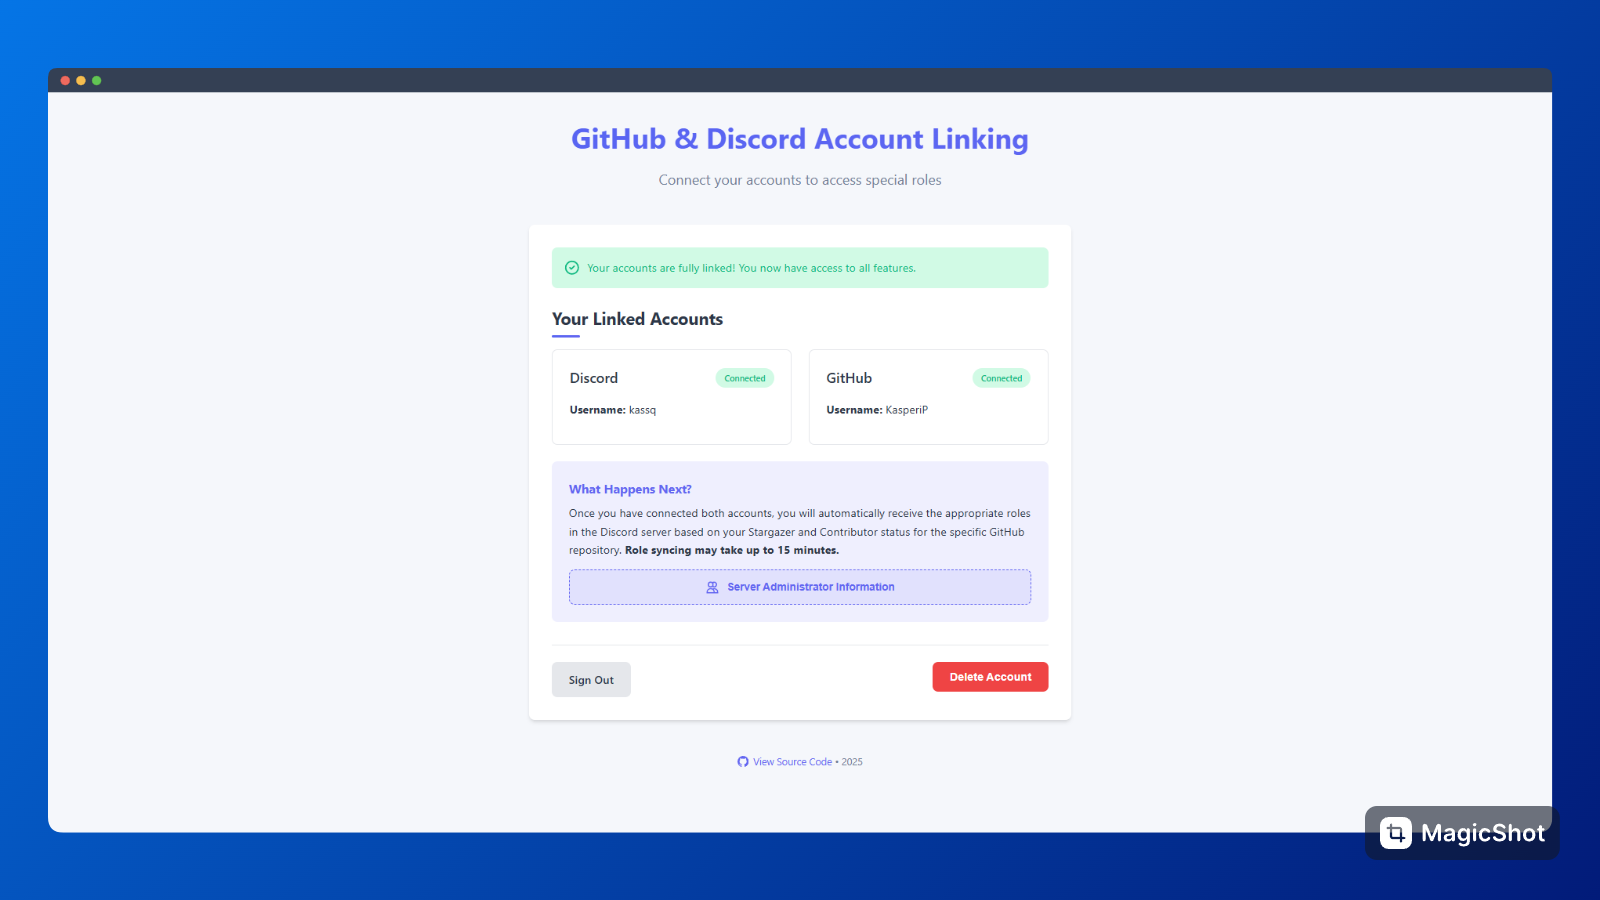 GitHub & Discord Account Linking
Connect your accounts to access special roles
Your accounts are fully linked! You now have access to all features.
Your Linked Accounts
Discord
Connected
Username: kassq
GitHub
Connected
Username: KasperiP
What Happens Next?
Once you have connected both accounts, you will automatically receive the appropriate roles
in the Discord server based on your Stargazer and Contributor status for the specific GitHub
repository. Role syncing may take up to 15 minutes.
Server Administrator Information
Sign Out
Delete Account
View Source Code • 2025
MagicShot